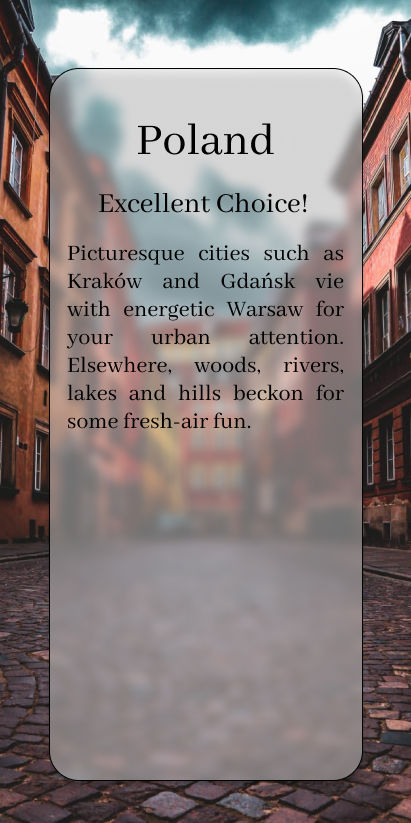 Poland
Excellent Choice!
Picturesque cities such as
Kraków and Gdańsk vie
with energetic Warsaw for
your urban attention.
Elsewhere, woods, rivers,
lakes and hills beckon for
some fresh-air fun.